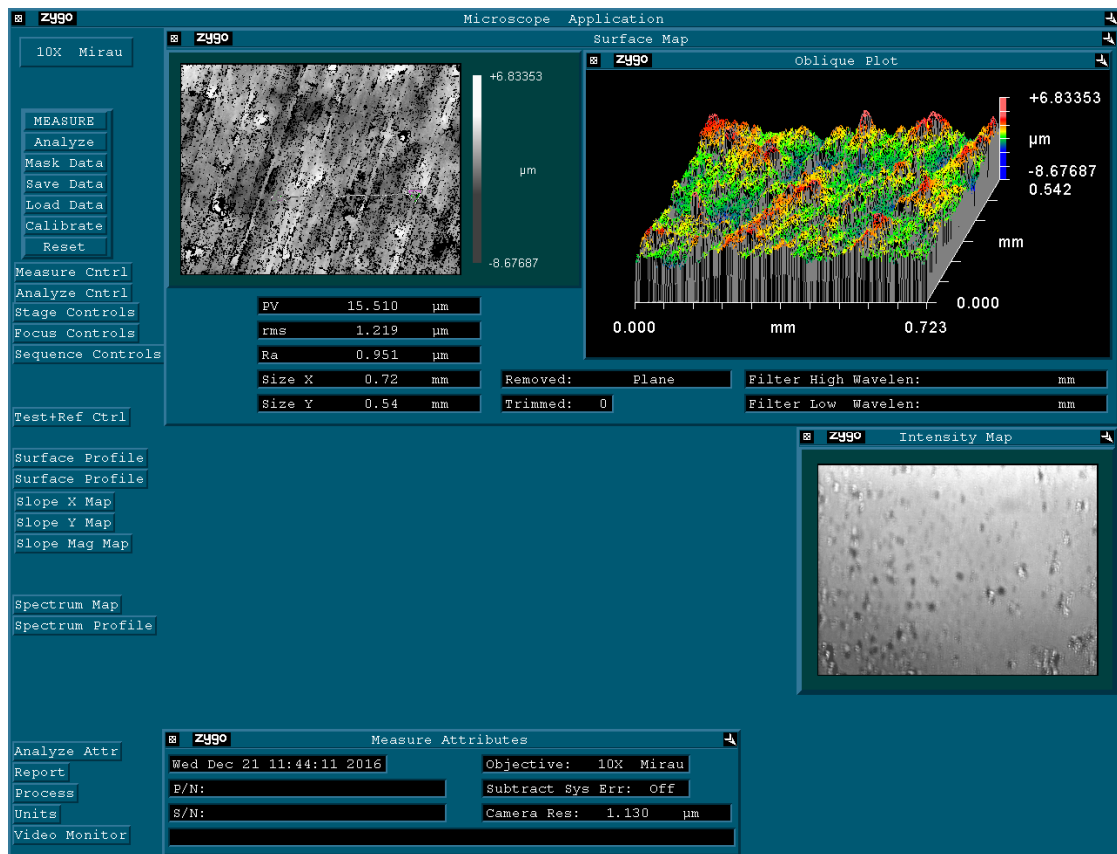 zygo Microscope Application
10X Mirau
MEASURE
Analyze
Mask Data
Save Data
Load Data
Calibrate
Reset
Measure Cntrl
Analyze Cntrl
Stage Controls
Focus Controls
Sequence Controls
Test+Ref Ctrl
Surface Profile
Surface Profile
Slope X Map
Slope Y Map
Slope Mag Map
Spectrum Map
Spectrum Profile
Analyze Attr
Report
Process
Units
Video Monitor
zygo Surface Map
+6.83353
µm
-8.67687
zygo Oblique Plot
+6.83353
µm
-8.67687
0.542
mm
0.000
0.000 mm 0.723
PV 15.510 µm
rms 1.219 µm
Ra 0.951 µm
Size X 0.72 mm
Size Y 0.54 mm
Removed: Plane
Trimmed: 0
Filter High Wavelen: mm
Filter Low Wavelen: mm
zygo Intensity Map
zygo Measure Attributes
Wed Dec 21 11:44:11 2016
P/N:
S/N:
Objective: 10X Mirau
Subtract Sys Err: Off
Camera Res: 1.130 µm